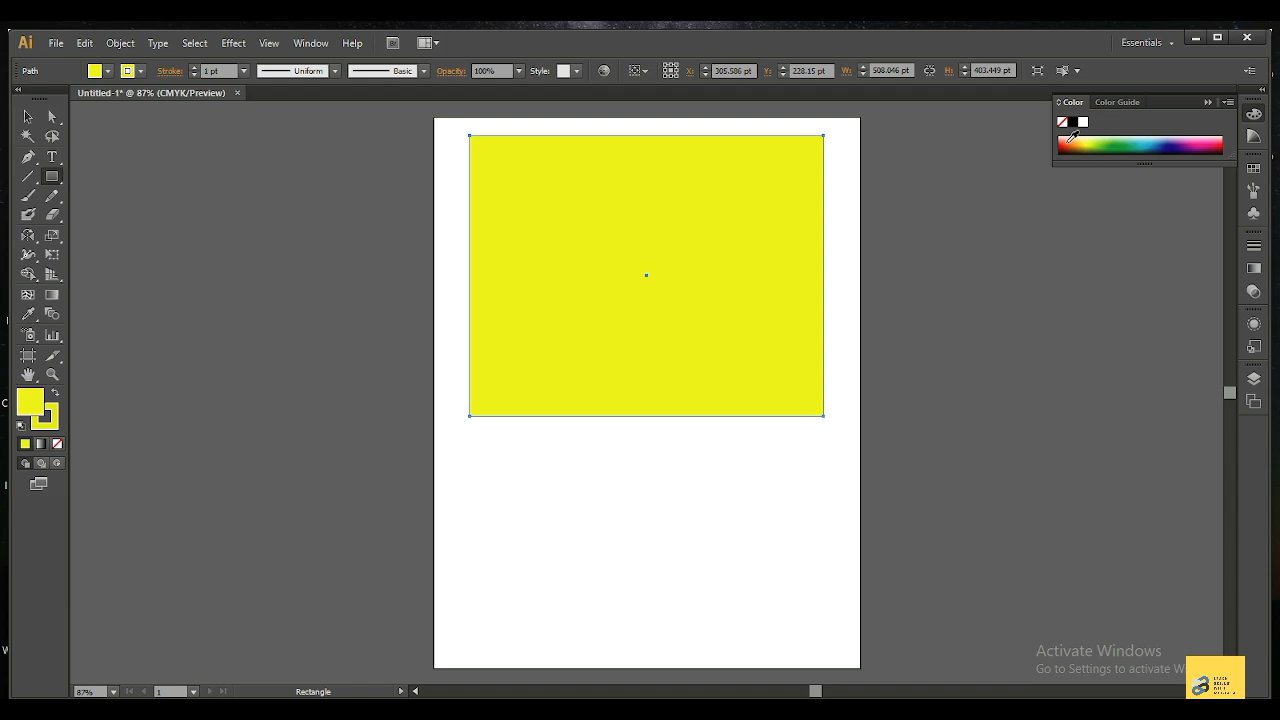 Ai File Edit Object Type Select Effect View Window Help Essentials
Path Stroke: 1 pt Uniform Basic Opacity: 100% Style: X: 305.586 pt Y: 228.15 pt W: 508.046 pt H: 403.449 pt
Untitled-1* @ 87% (CMYK/Preview) ×
Color Color Guide
T
Activate Windows
Go to Settings to activate W
87% 1 Rectangle